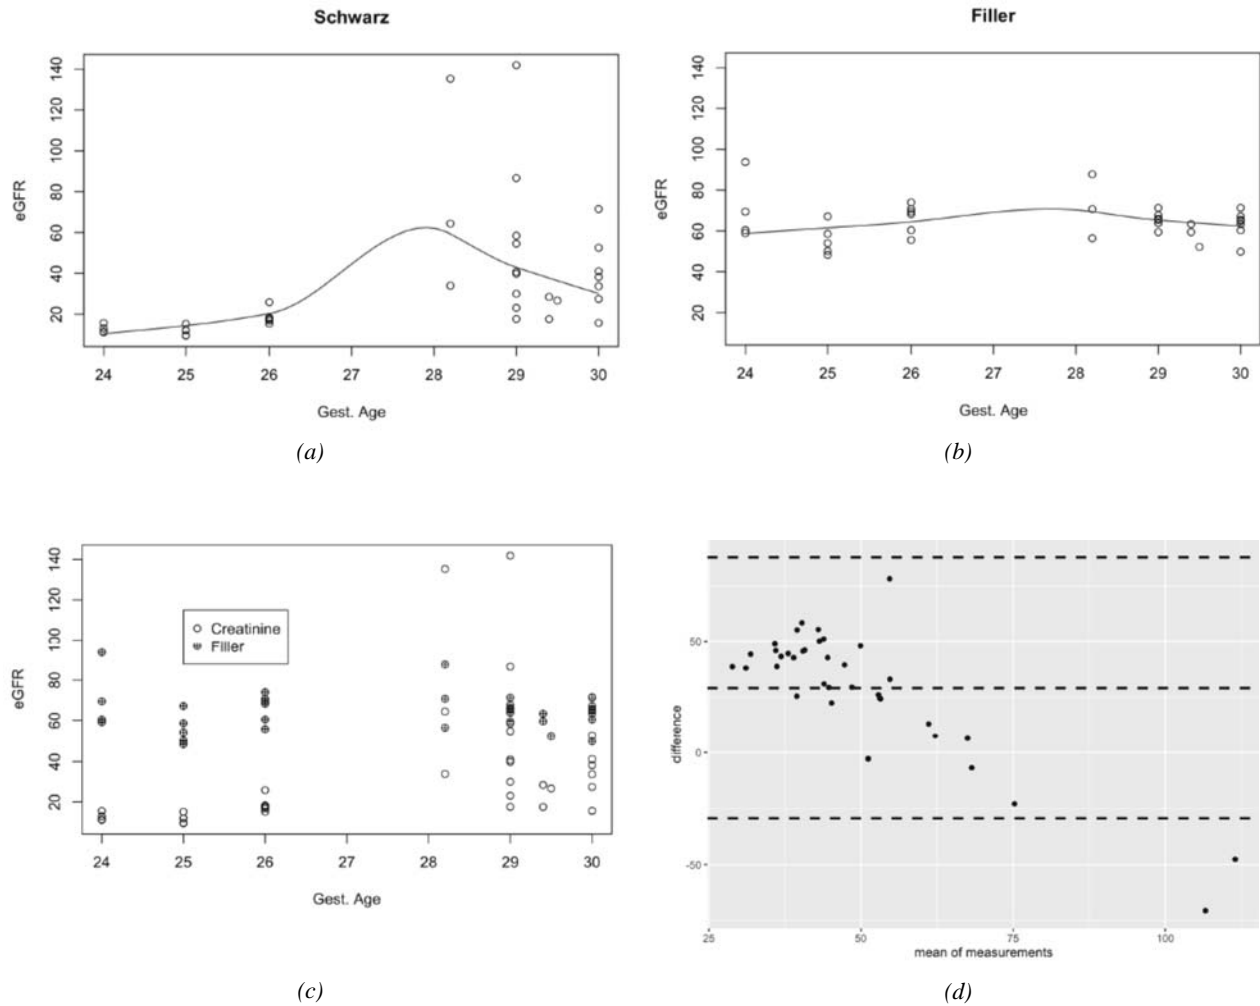 Schwarz
140
120
100
80
60
40
20
eGFR
24 25 26 27 28 29 30
Gest. Age
(a)
Filler
140
120
100
80
60
40
20
eGFR
24 25 26 27 28 29 30
Gest. Age
(b)
140
120
100
80
60
40
20
eGFR
Creatinine
Filler
24 25 26 27 28 29 30
Gest. Age
(c)
50
0
-50
difference
25 50 75 100
mean of measurements
(d)